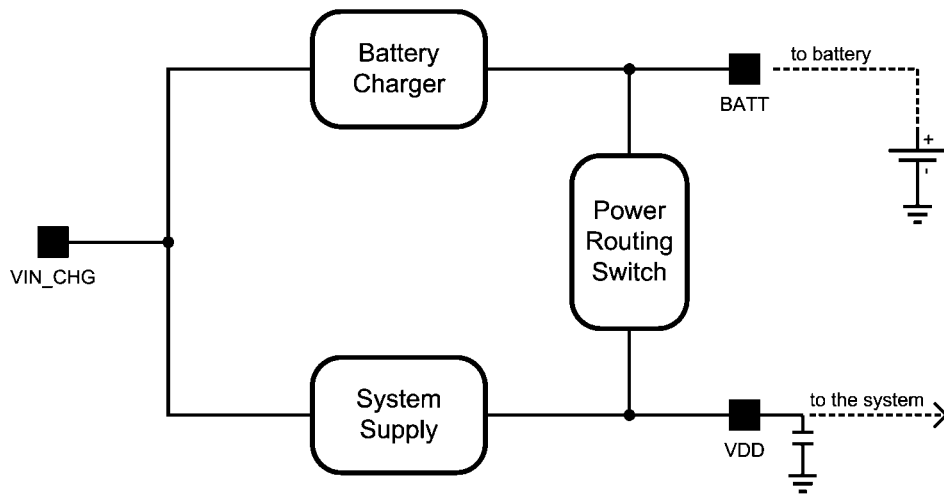 Battery
Charger
to battery
BATT
+
-
Power
Routing
Switch
VIN_CHG
System
Supply
to the system
VDD